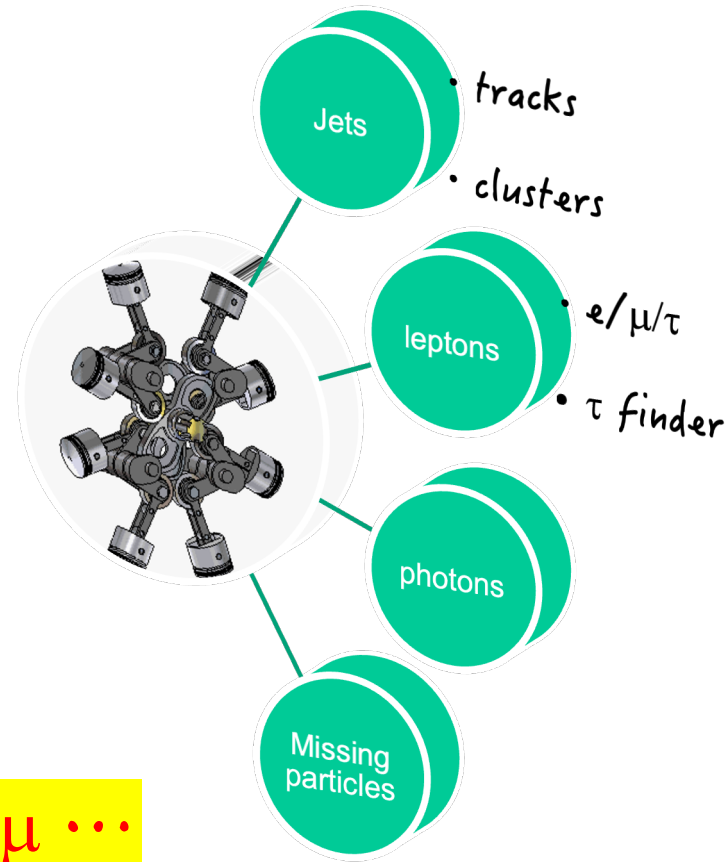 Jets
• tracks
• clusters
leptons
• e/μ/τ
• τ finder
photons
Missing
particles
μ ···